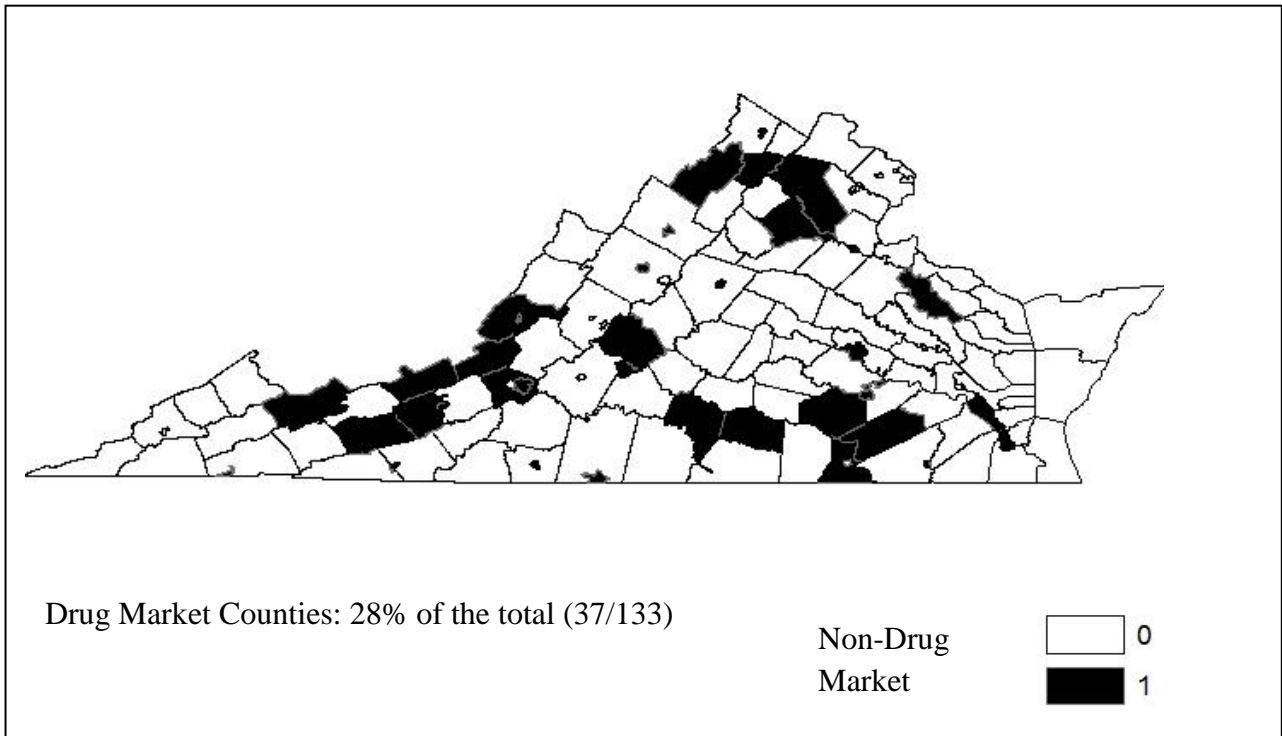 Drug Market Counties: 28% of the total (37/133)
Non-Drug 0
Market 1